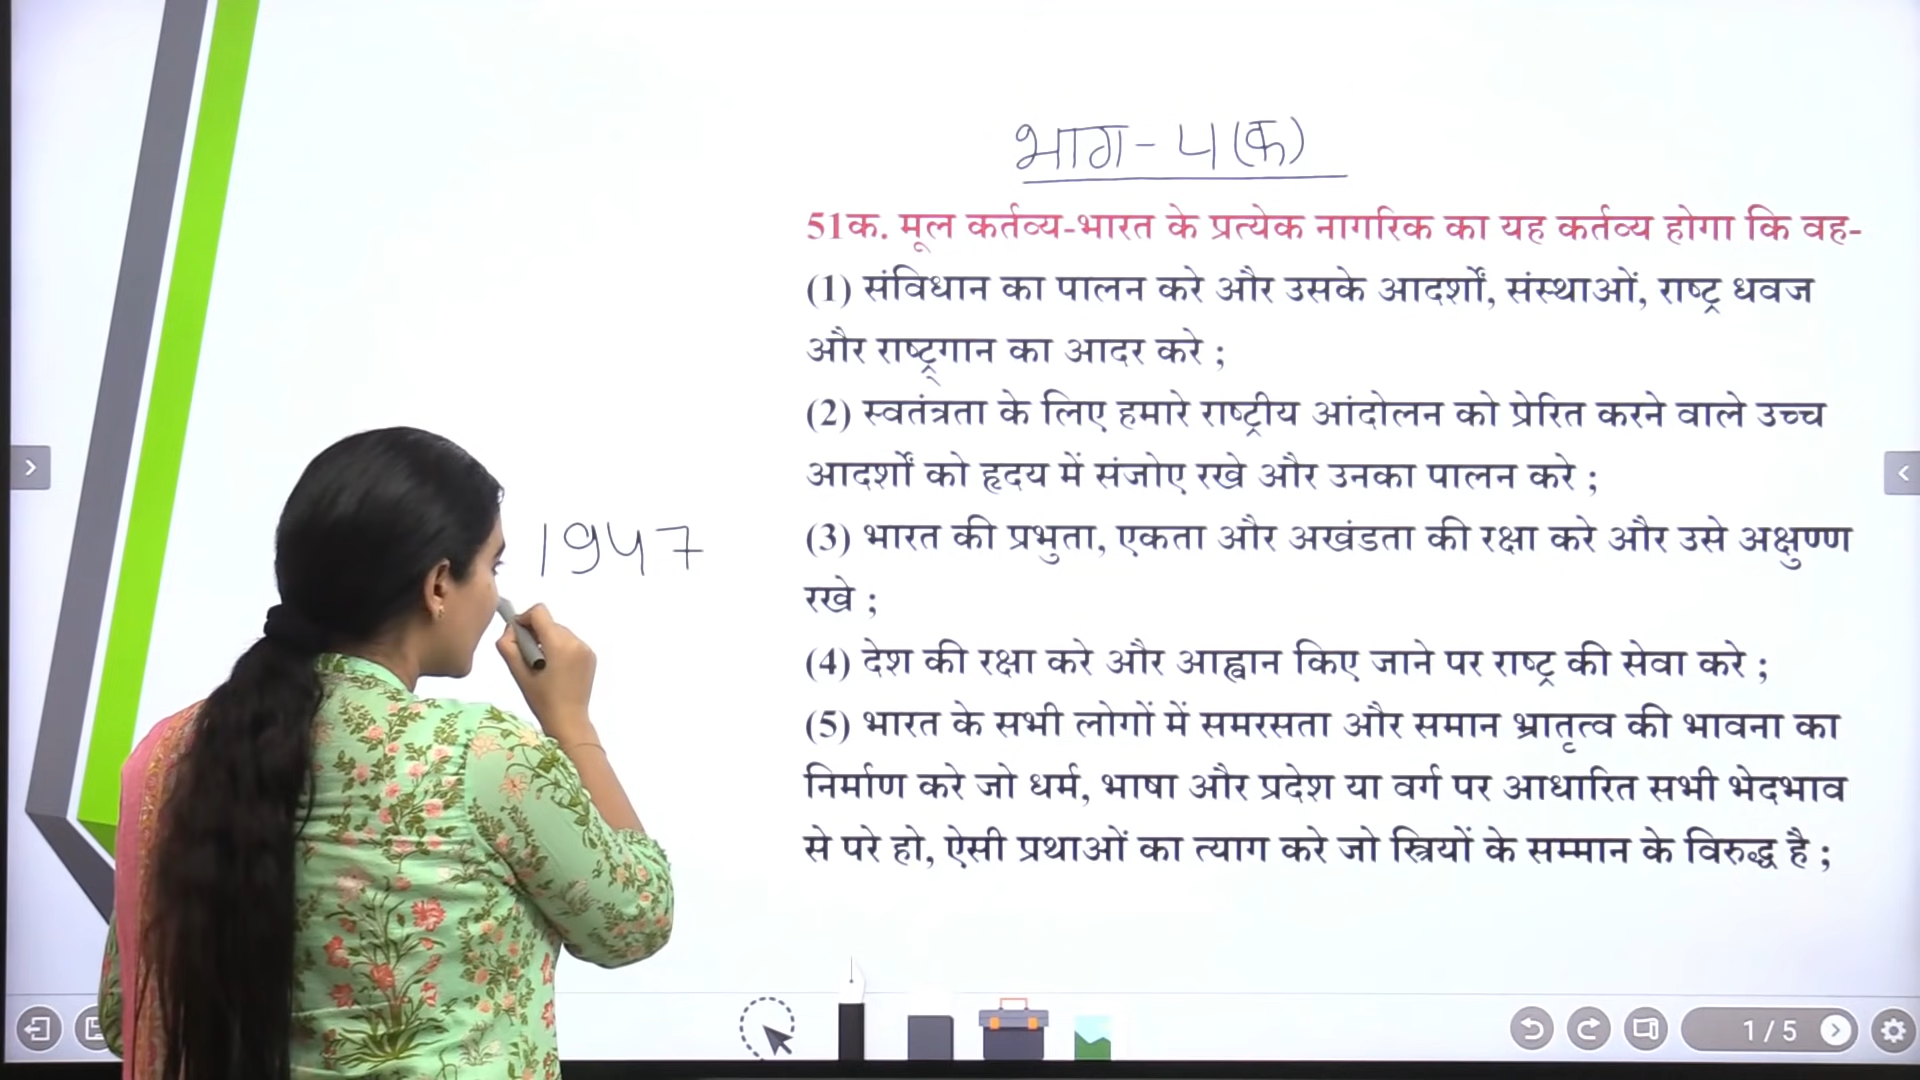 भाग- 4(क)
51क. मूल कर्तव्य-भारत के प्रत्येक नागरिक का यह कर्तव्य होगा कि वह-
(1) संविधान का पालन करे और उसके आदर्शों, संस्थाओं, राष्ट्र धवज
और राष्ट्र्गान का आदर करे ;
(2) स्वतंत्रता के लिए हमारे राष्ट्रीय आंदोलन को प्रेरित करने वाले उच्च
आदर्शों को हृदय में संजोए रखे और उनका पालन करे ;
1947
(3) भारत की प्रभुता, एकता और अखंडता की रक्षा करे और उसे अक्षुण्ण
रखे ;
(4) देश की रक्षा करे और आह्वान किए जाने पर राष्ट्र की सेवा करे ;
(5) भारत के सभी लोगों में समरसता और समान भ्रातृत्व की भावना का
निर्माण करे जो धर्म, भाषा और प्रदेश या वर्ग पर आधारित सभी भेदभाव
से परे हो, ऐसी प्रथाओं का त्याग करे जो स्त्रियों के सम्मान के विरुद्ध है ;
1 / 5